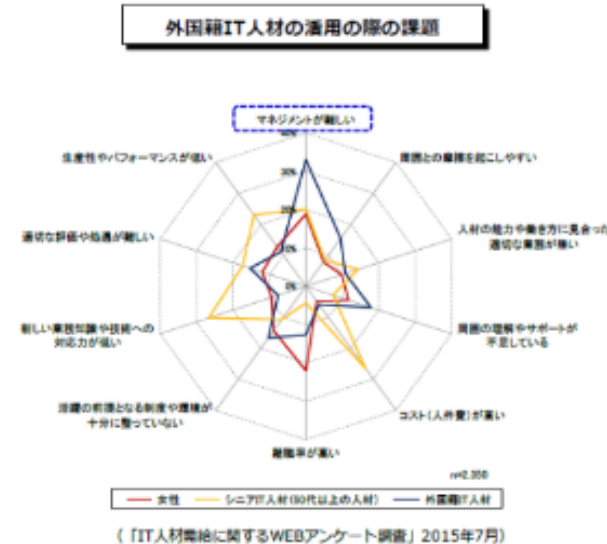 外国籍IT人材の活用の際の課題
マネジメントが難しい
40%
生産性やパフォーマンスが低い
周囲との摩擦を起こしやすい
30%
人材の能力や働き方に見合った
適切な業務が無い
適切な評価や処遇が難しい
20%
10%
0%
新しい業務知識や技術への
対応力が低い
周囲の理解やサポートが
不足している
活躍の前提となる制度や環境が
十分に整っていない
コスト(人件費)が高い
離職率が高い
n=2,350
女性
シニアIT人材(50代以上の人材)
外国籍IT人材
(「IT人材需給に関するWEBアンケート調査」2015年7月)